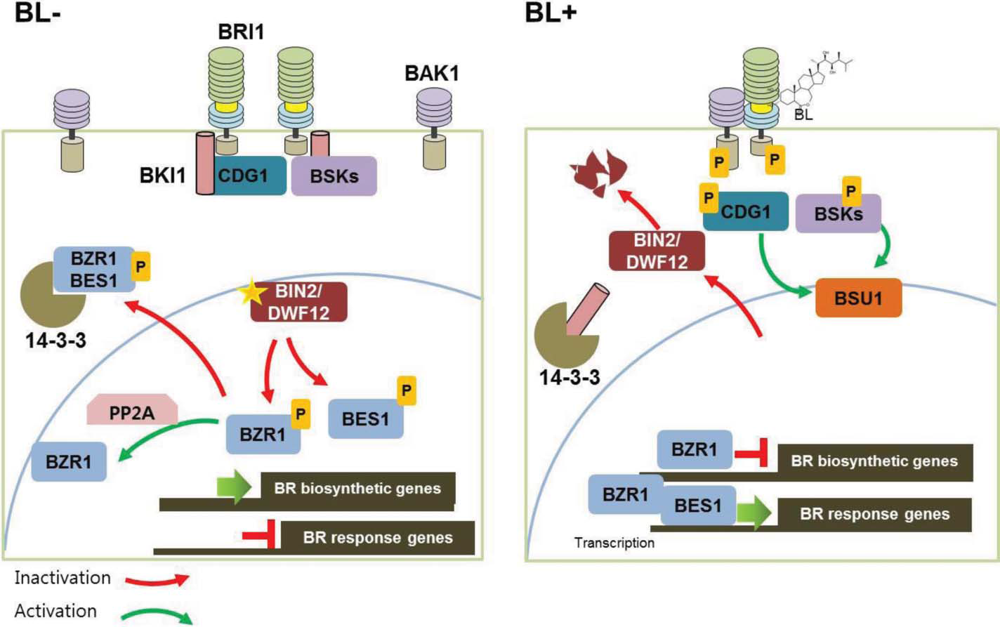 BL-
BRI1
BAK1
BKI1
CDG1
BSKs
BZR1
BES1
P
14-3-3
BIN2/
DWF12
PP2A
BZR1
BZR1
P
BES1
P
BR biosynthetic genes
BR response genes
Inactivation
Activation
BL+
OH
OH
BL
P
P
P
CDG1
P
BSKs
BIN2/
DWF12
BSU1
14-3-3
BZR1
BR biosynthetic genes
BZR1
BES1
BR response genes
Transcription